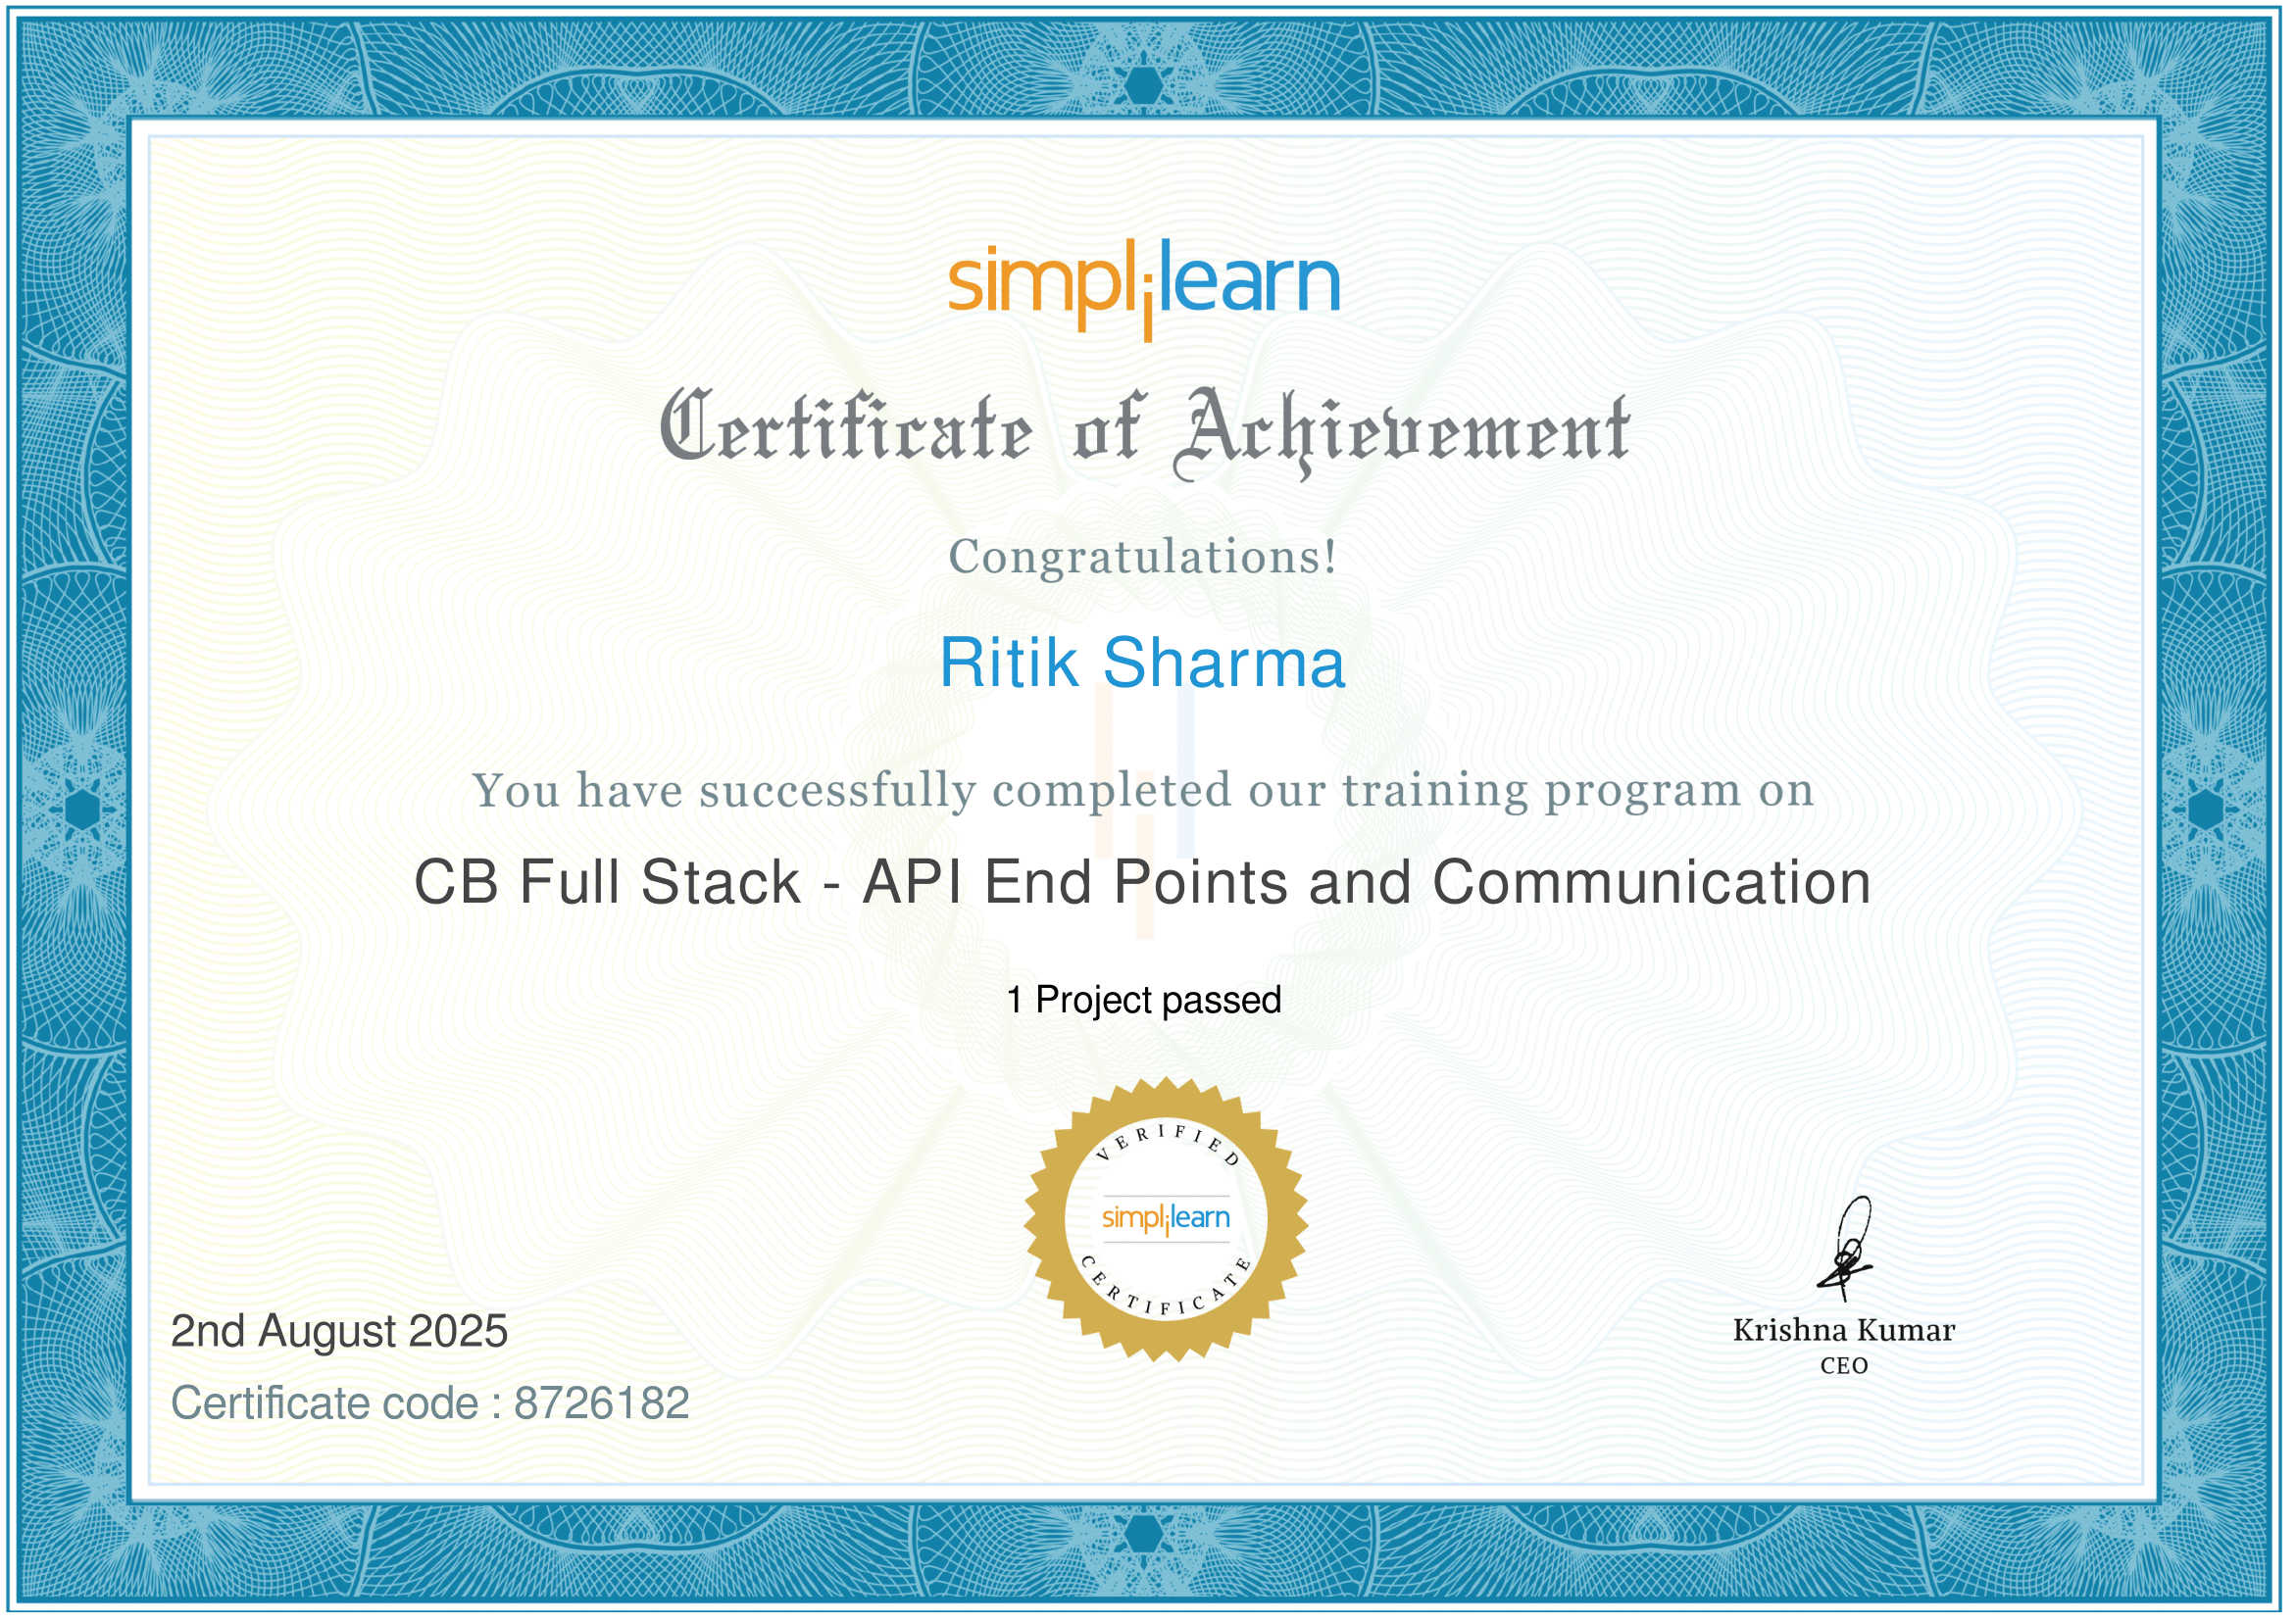 simplilearn
Certificate of Achievement
Congratulations!
Ritik Sharma
You have successfully completed our training program on
CB Full Stack - API End Points and Communication
1 Project passed
VERIFIED
simplilearn
CERTIFICATE
2nd August 2025
Certificate code : 8726182
Krishna Kumar
CEO